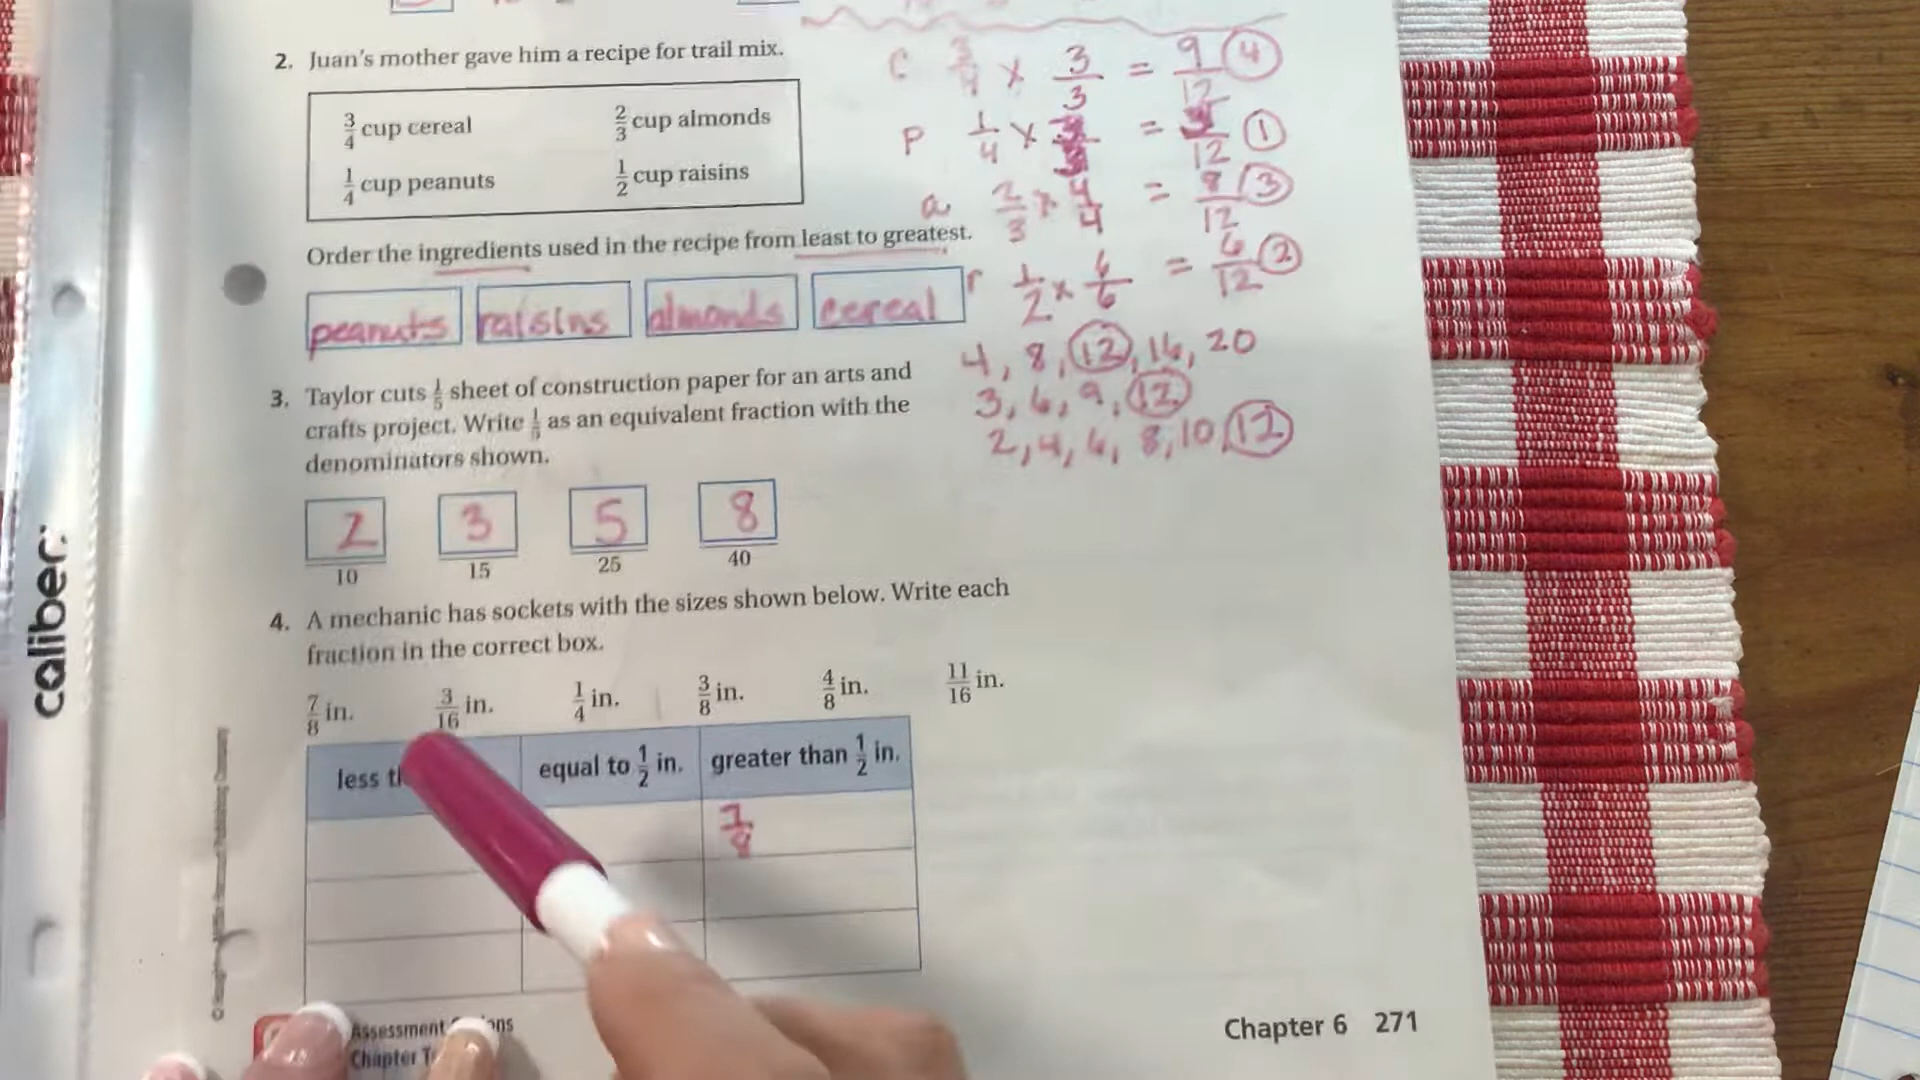 2. Juan's mother gave him a recipe for trail mix.
3/4 cup cereal 2/3 cup almonds
1/4 cup peanuts 1/2 cup raisins
Order the ingredients used in the recipe from least to greatest.
peanuts raisins almonds cereal
C 3/4 × 3/3 = 9/12 4
P 1/4 × 3/3 = 3/12 1
a 2/3 × 4/4 = 8/12 3
r 1/2 × 6/6 = 6/12 2
4, 8, 12, 16, 20
3, 6, 9, 12
2, 4, 6, 8, 10, 12
3. Taylor cuts 1/5 sheet of construction paper for an arts and
crafts project. Write 1/5 as an equivalent fraction with the
denominators shown.
2 3 5 8
10 15 25 40
4. A mechanic has sockets with the sizes shown below. Write each
fraction in the correct box.
7/8 in. 3/16 in. 1/4 in. 3/8 in. 4/8 in. 11/16 in.
less equal to 1/2 in. greater than 1/2 in.
7/8
Assessment
Chapter
Chapter 6 271
caliber